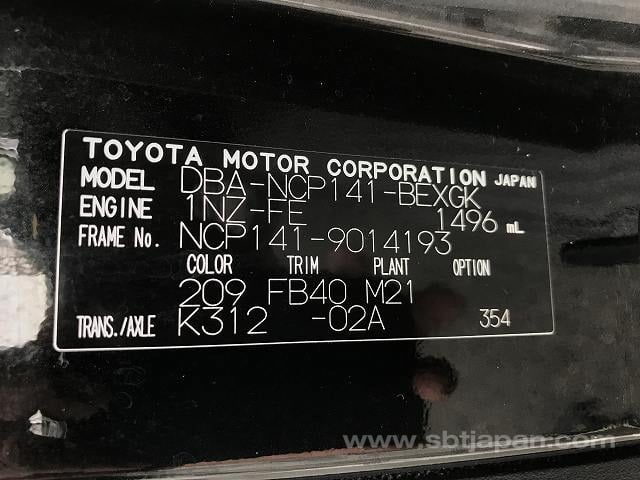 TOYOTA MOTOR CORPORATION JAPAN
MODEL DBA-NCP141-BEXGK
ENGINE 1NZ-FE 1496 mL
FRAME No. NCP141-9014193
COLOR TRIM PLANT OPTION
209 FB40 M21
TRANS./AXLE K312 -02A 354
www.sbtjapan.com